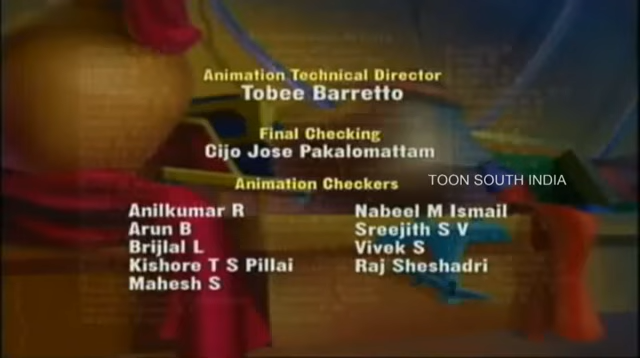 Animation Technical Director
Tobee Barretto
Final Checking
Cijo Jose Pakalomattam
Animation Checkers
TOON SOUTH INDIA
Anilkumar R
Nabeel M Ismail
Arun B
Sreejith S V
Brijlal L
Vivek S
Kishore T S Pillai
Raj Sheshadri
Mahesh S